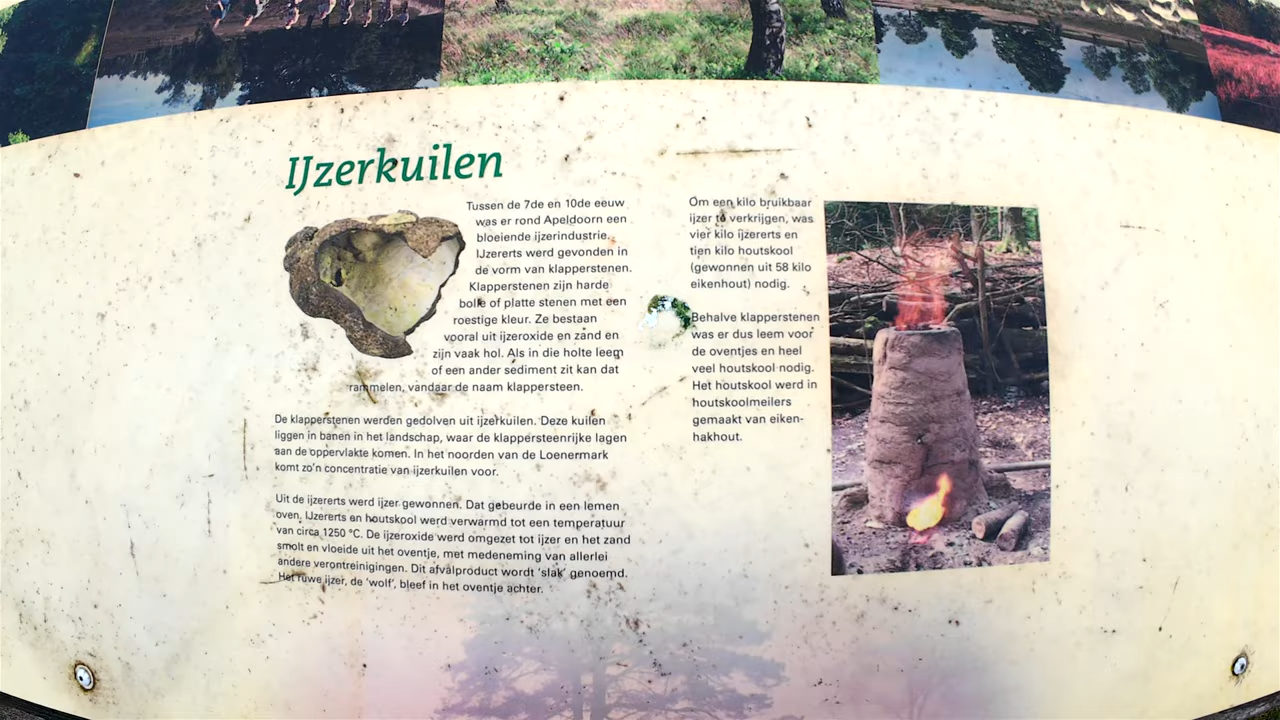 IJzerkuilen
Tussen de 7de en 10de eeuw
was er rond Apeldoorn een
bloeiende ijzerindustrie.
IJzererts werd gevonden in
de vorm van klapperstenen.
Klapperstenen zijn harde
bolle of platte stenen met een
roestige kleur. Ze bestaan
vooral uit ijzeroxide en zand en
zijn vaak hol. Als in die holte leem
of een ander sediment zit kan dat
rammelen, vandaar de naam klappersteen.
De klapperstenen werden gedolven uit ijzerkuilen. Deze kuilen
liggen in banen in het landschap, waar de klappersteenrijke lagen
aan de oppervlakte komen. In het noorden van de Loenermark
komt zo'n concentratie van ijzerkuilen voor.
Uit de ijzererts werd ijzer gewonnen. Dat gebeurde in een lemen
oven. IJzererts en houtskool werd verwarmd tot een temperatuur
van circa 1250 °C. De ijzeroxide werd omgezet tot ijzer en het zand
smolt en vloeide uit het oventje, met medeneming van allerlei
andere verontreinigingen. Dit afvalproduct wordt 'slak' genoemd.
Het ruwe ijzer, de 'wolf', bleef in het oventje achter.
Om een kilo bruikbaar
ijzer te verkrijgen, was
vier kilo ijzererts en
tien kilo houtskool
(gewonnen uit 58 kilo
eikenhout) nodig.
Behalve klapperstenen
was er dus leem voor
de oventjes en heel
veel houtskool nodig.
Het houtskool werd in
houtskoolmeilers
gemaakt van eiken-
hakhout.